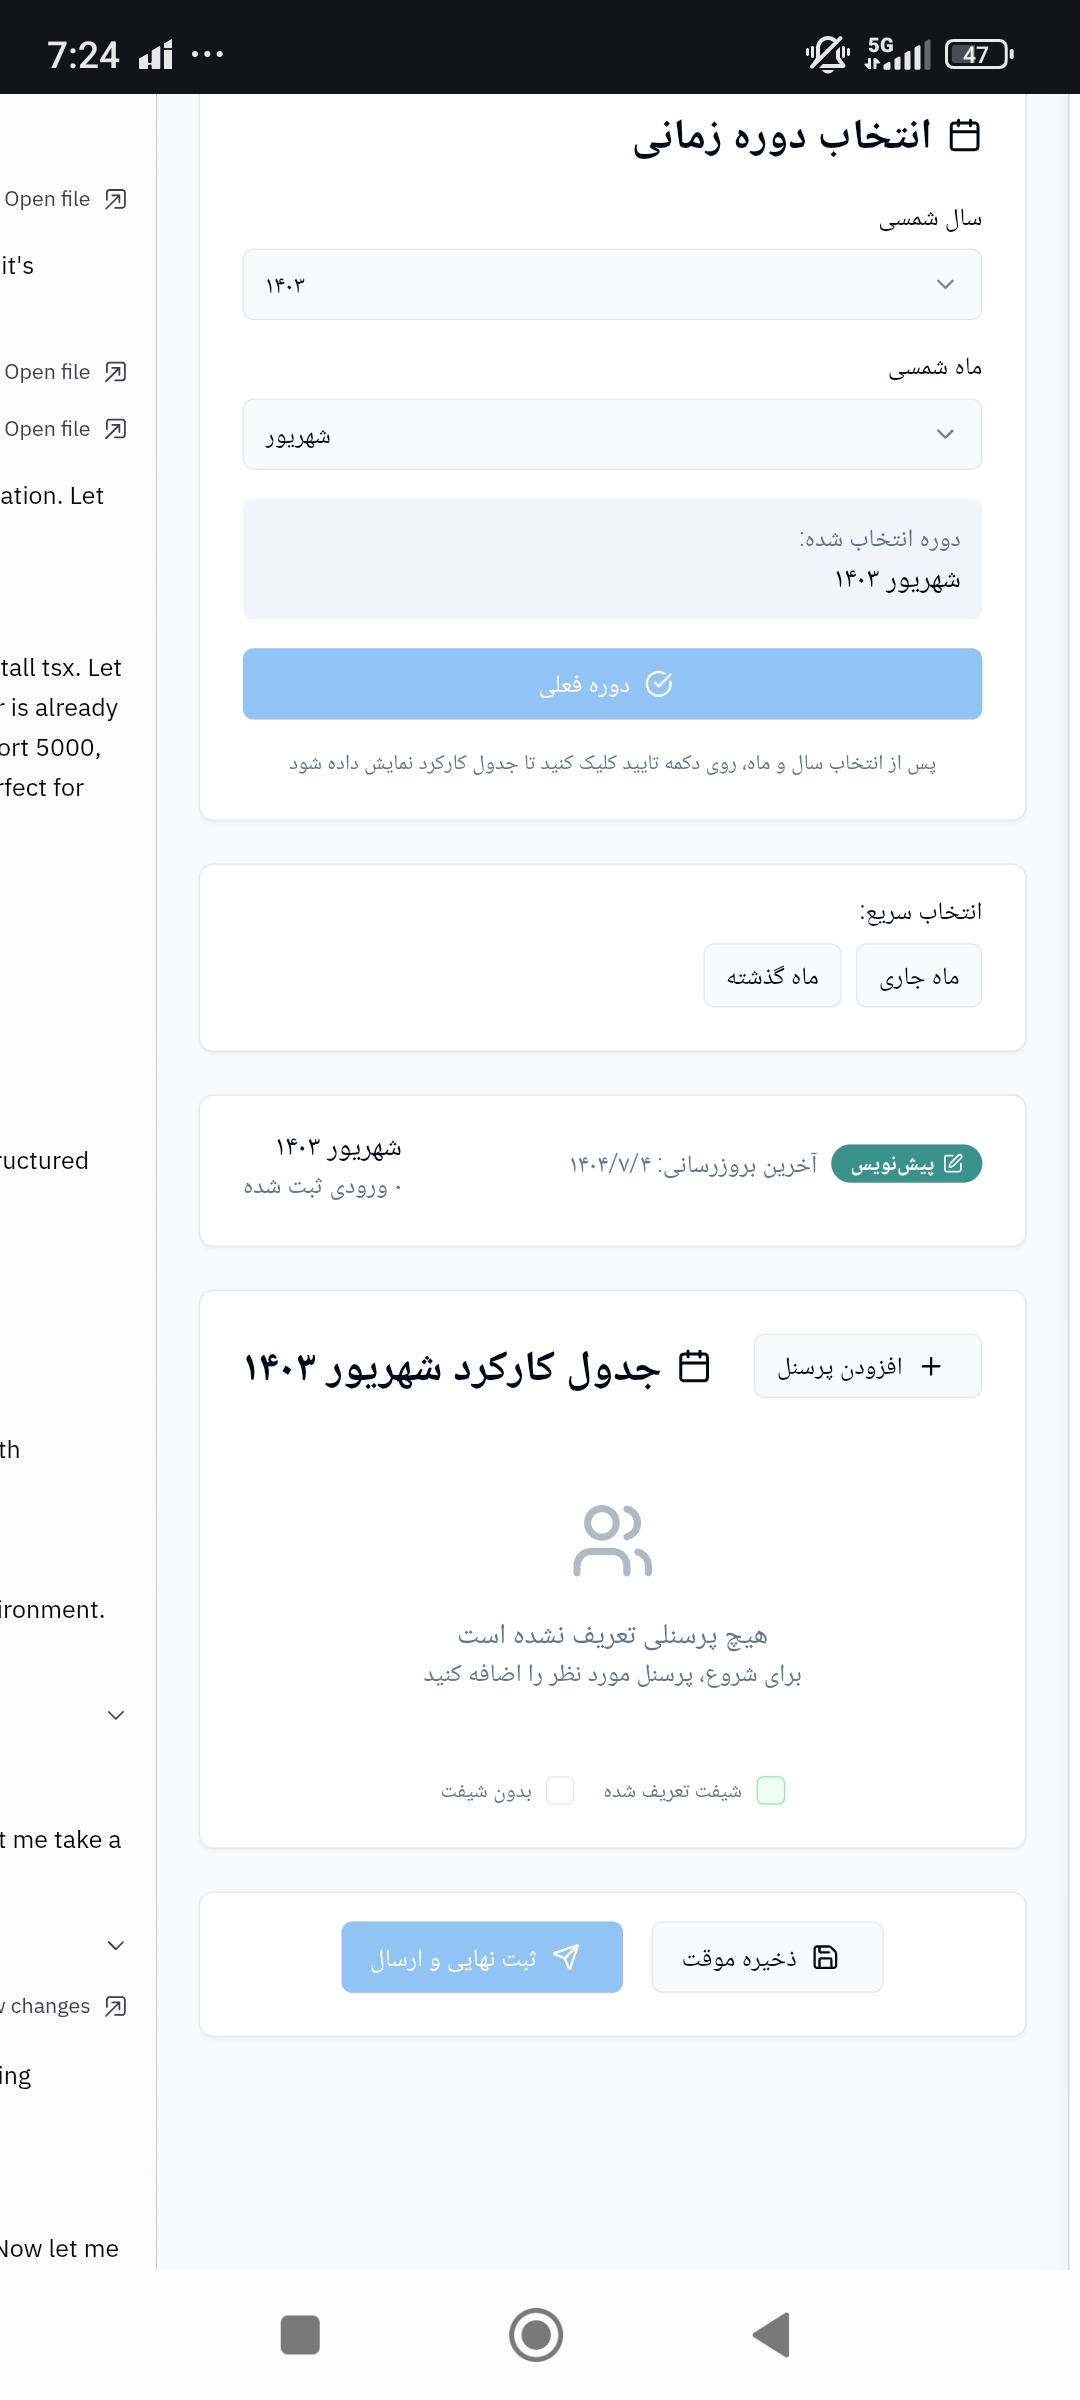 7:24
5G
47
Open file
it's
Open file
Open file
ation. Let
tall tsx. Let
r is already
ort 5000,
rfect for
ructured
th
ironment.
t me take a
w changes
ing
Now let me
انتخاب دوره زمانی
سال شمسی
۱۴۰۳
ماه شمسی
شهریور
دوره انتخاب شده:
شهریور ۱۴۰۳
دوره فعلی
پس از انتخاب سال و ماه، روی دکمه تایید کلیک کنید تا جدول کارکرد نمایش داده شود
انتخاب سریع:
ماه جاری
ماه گذشته
پیش‌نویس
آخرین بروزرسانی: ۱۴۰۴/۷/۴
شهریور ۱۴۰۳
۰ ورودی ثبت شده
افزودن پرسنل
جدول کارکرد شهریور ۱۴۰۳
هیچ پرسنلی تعریف نشده است
برای شروع، پرسنل مورد نظر را اضافه کنید
شیفت تعریف شده
بدون شیفت
ذخیره موقت
ثبت نهایی و ارسال